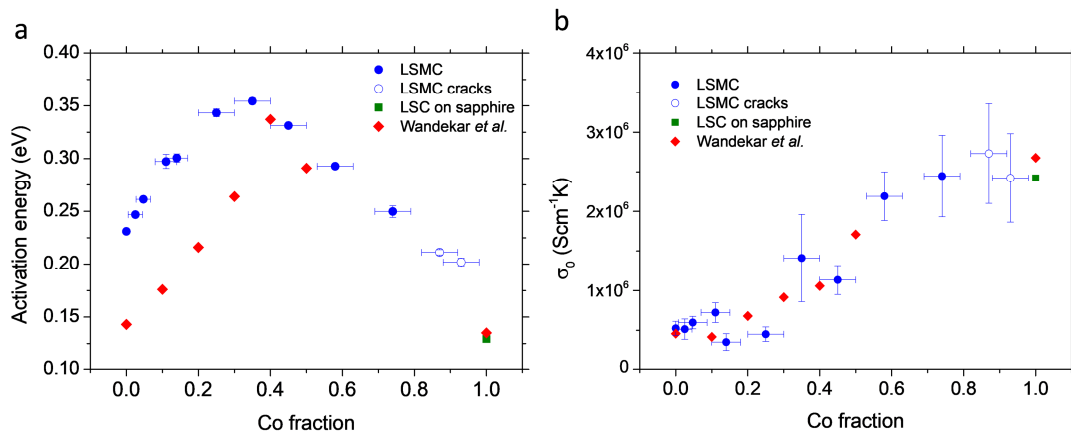 a
0.40
0.35
0.30
0.25
0.20
0.15
0.10
Activation energy (eV)
LSMC
LSMC cracks
LSC on sapphire
Wandekar et al.
0.0 0.2 0.4 0.6 0.8 1.0
Co fraction
b
4x10⁶
3x10⁶
2x10⁶
1x10⁶
0
σ₀ (Scm⁻¹K)
LSMC
LSMC cracks
LSC on sapphire
Wandekar et al.
0.0 0.2 0.4 0.6 0.8 1.0
Co fraction